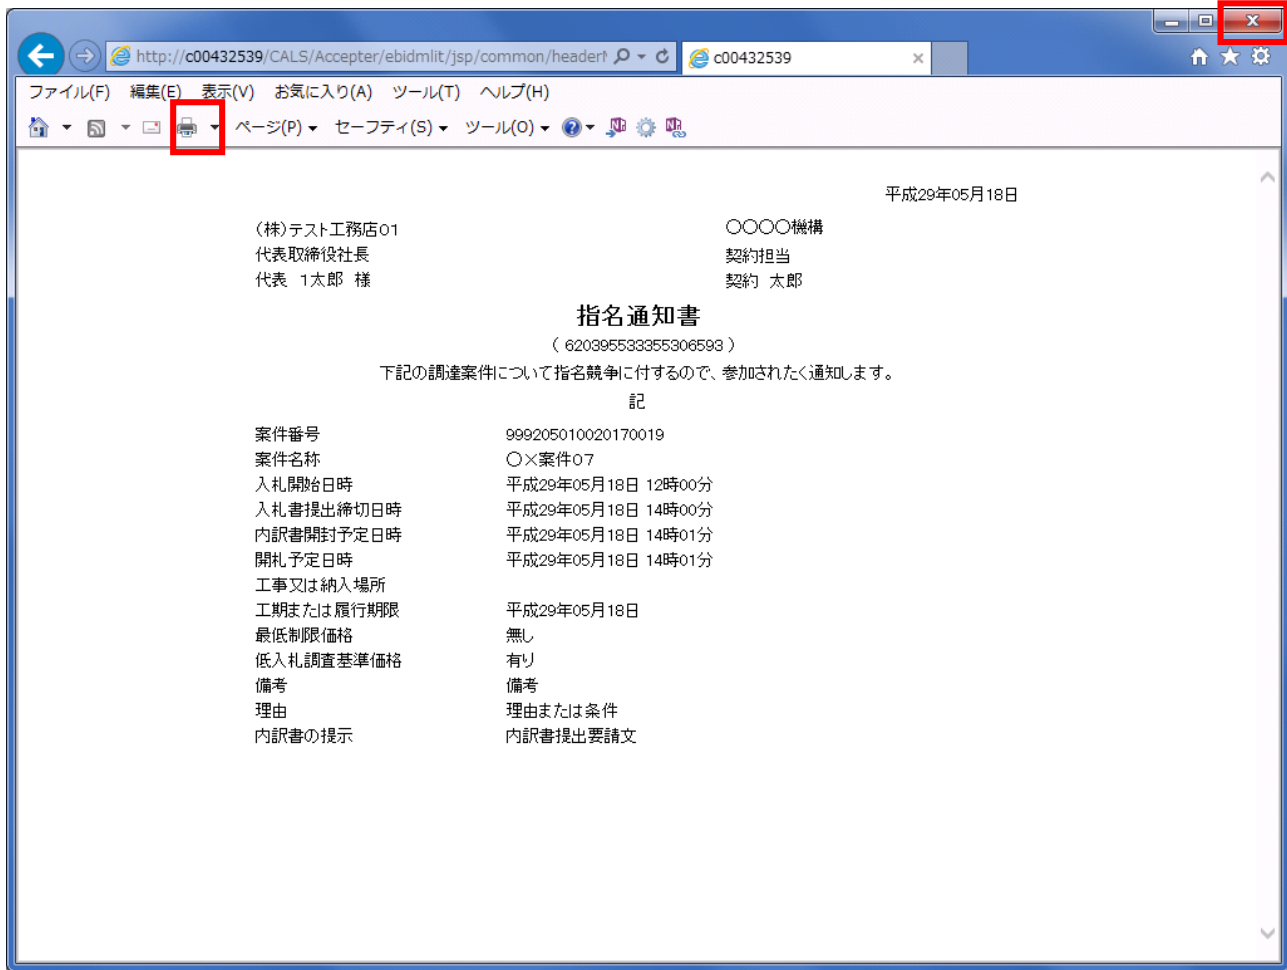 http://c00432539/CALS/Accepter/ebidmlit/jsp/common/header
c00432539
ファイル(F) 編集(E) 表示(V) お気に入り(A) ツール(T) ヘルプ(H)
ページ(P) セーフティ(S) ツール(O)
平成29年05月18日
(株)テスト工務店01
代表取締役社長
代表 1太郎 様
〇〇〇〇機構
契約担当
契約 太郎
指名通知書
( 620395533355306593 )
下記の調達案件について指名競争に付するので、参加されたく通知します。
記
案件番号 999205010020170019
案件名称 〇×案件07
入札開始日時 平成29年05月18日 12時00分
入札書提出締切日時 平成29年05月18日 14時00分
内訳書開封予定日時 平成29年05月18日 14時01分
開札予定日時 平成29年05月18日 14時01分
工事又は納入場所
工期または履行期限 平成29年05月18日
最低制限価格 無し
低入札調査基準価格 有り
備考 備考
理由 理由または条件
内訳書の提示 内訳書提出要請文